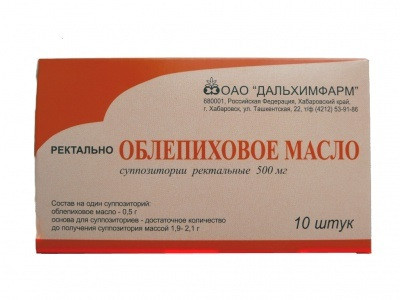 ОАО "ДАЛЬХИМФАРМ"
680001, Российская Федерация, Хабаровский край,
г. Хабаровск, ул. Ташкентская, 22, тлф (4212) 53-91-86
РЕКТАЛЬНО ОБЛЕПИХОВОЕ МАСЛО
суппозитории ректальные 500 мг
Состав на один суппозиторий:
облепиховое масло - 0,5 г
основа для суппозиториев - достаточное количество
до получения суппозитория массой 1,9- 2,1 г
10 штук